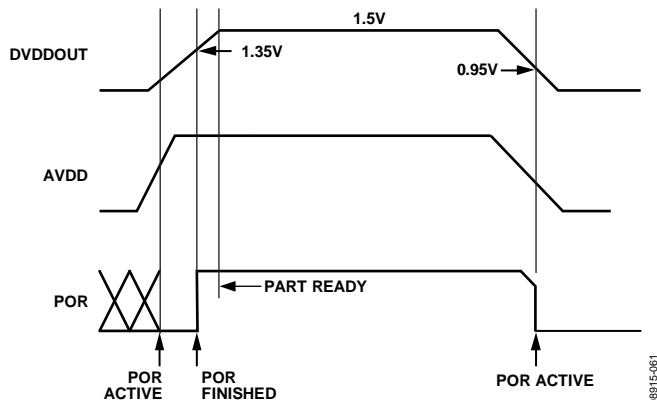 1.5V
DVDDOUT
1.35V
0.95V
AVDD
POR
PART READY
POR
ACTIVE
POR
FINISHED
POR ACTIVE
08915-061